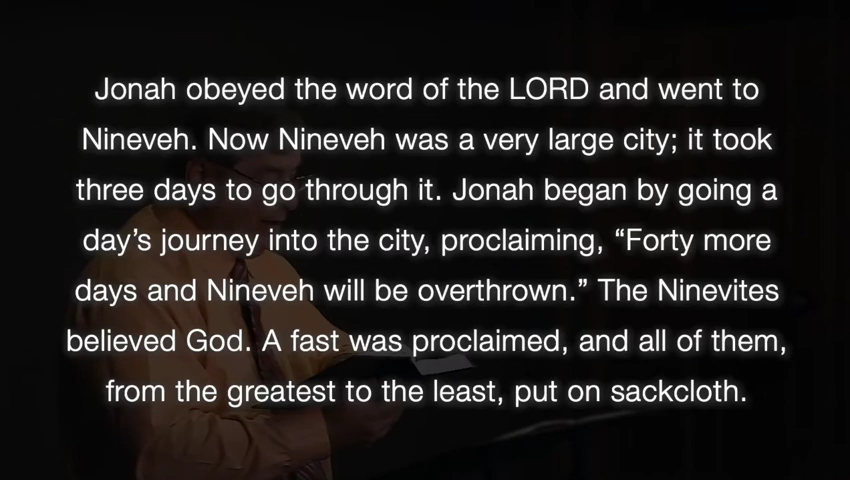 Jonah obeyed the word of the LORD and went to
Nineveh. Now Nineveh was a very large city; it took
three days to go through it. Jonah began by going a
day’s journey into the city, proclaiming, “Forty more
days and Nineveh will be overthrown.” The Ninevites
believed God. A fast was proclaimed, and all of them,
from the greatest to the least, put on sackcloth.